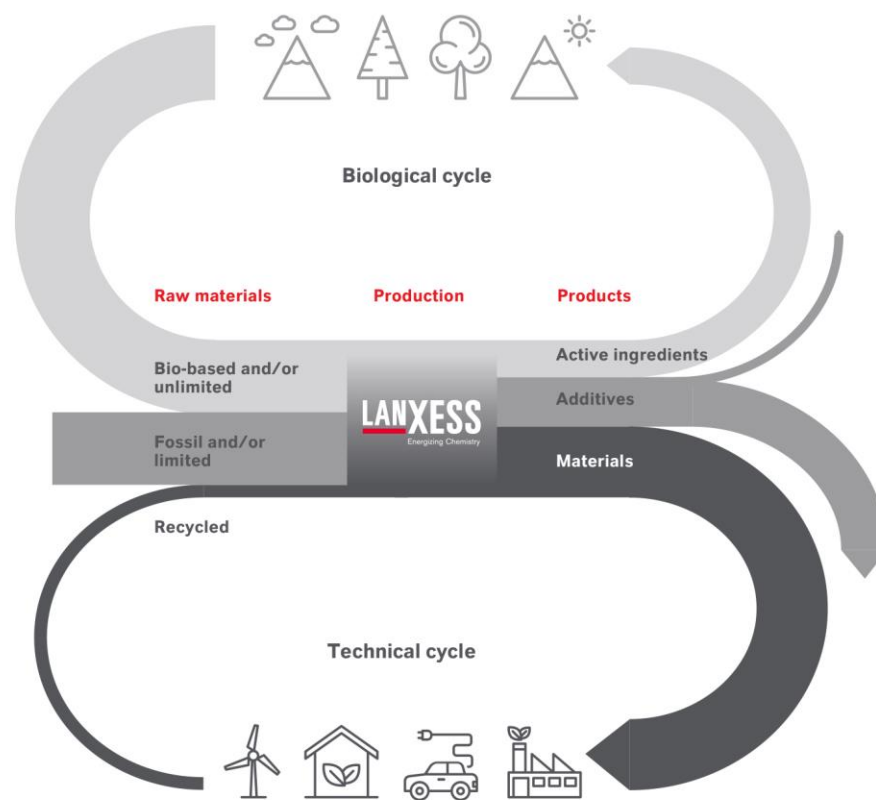 Biological cycle
Raw materials
Production
Products
Bio-based and/or
unlimited
Active ingredients
Additives
LANXESS
Energizing Chemistry
Fossil and/or
limited
Materials
Recycled
Technical cycle